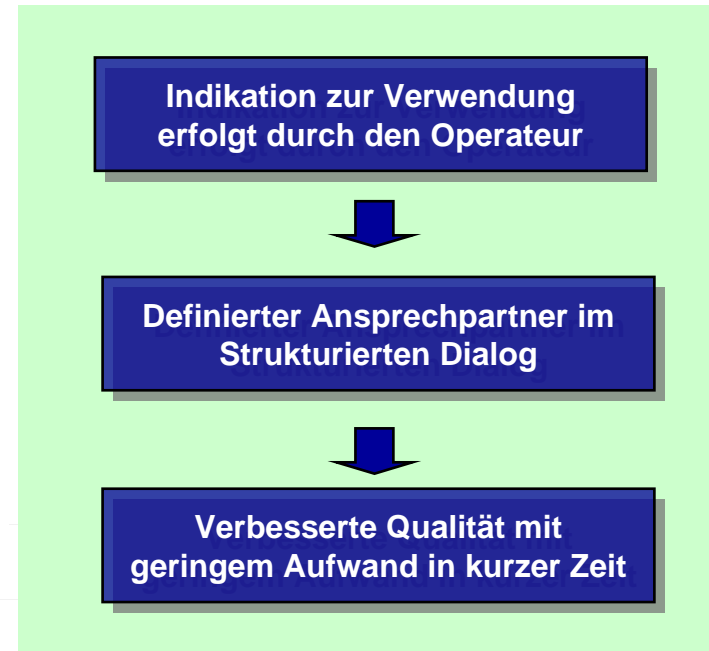 Indikation zur Verwendung
erfolgt durch den Operateur
Definierter Ansprechpartner im
Strukturierten Dialog
Verbesserte Qualität mit
geringem Aufwand in kurzer Zeit